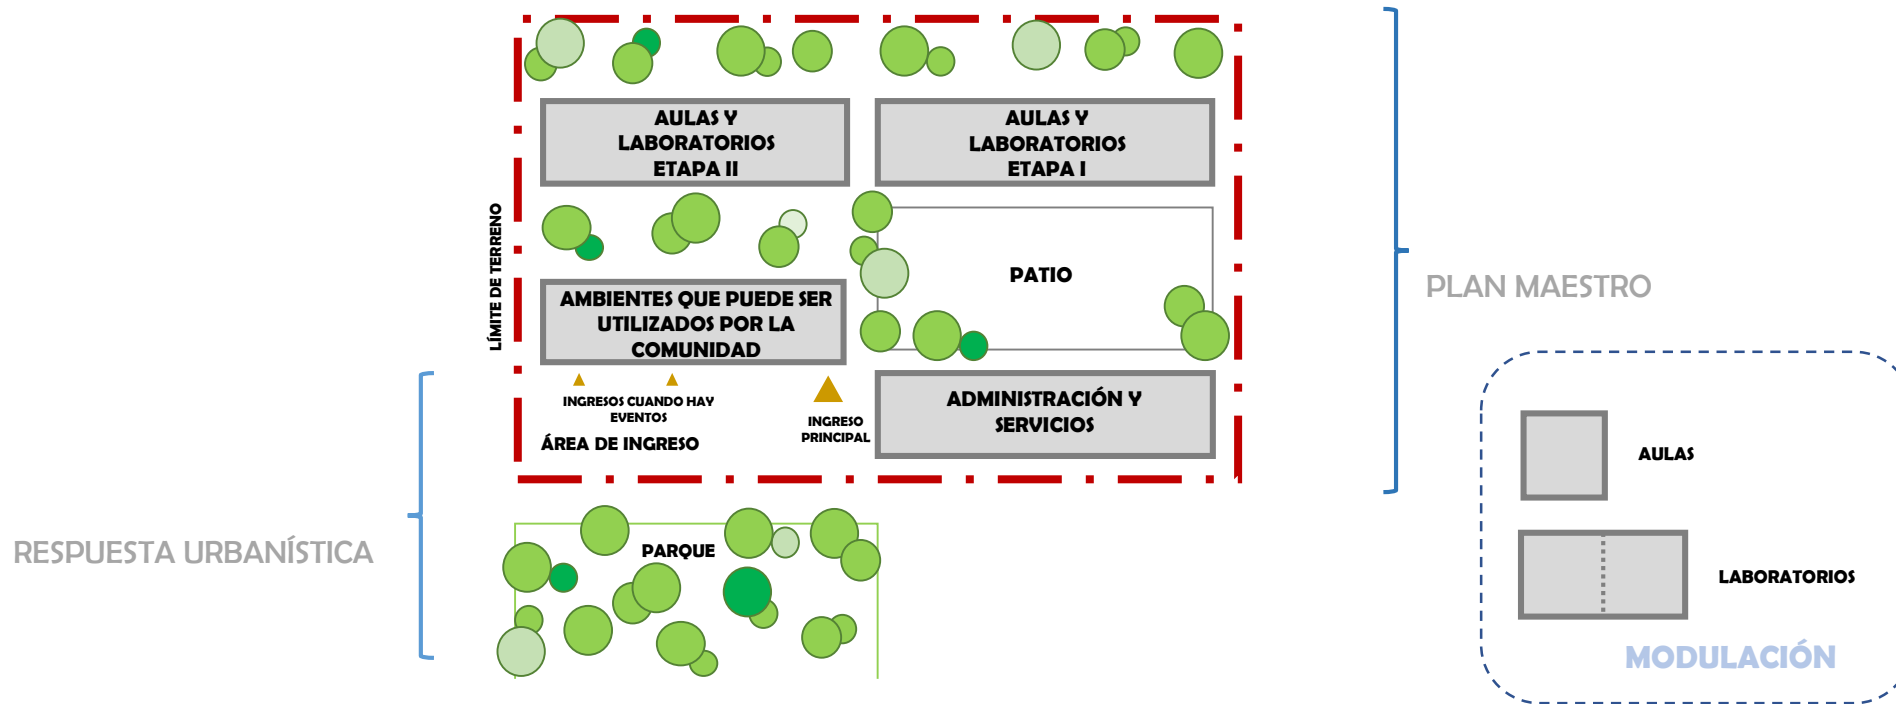 AULAS Y
LABORATORIOS
ETAPA II
AULAS Y
LABORATORIOS
ETAPA I
LÍMITE DE TERRENO
PATIO
AMBIENTES QUE PUEDE SER
UTILIZADOS POR LA
COMUNIDAD
INGRESOS CUANDO HAY
EVENTOS
ÁREA DE INGRESO
INGRESO
PRINCIPAL
ADMINISTRACIÓN Y
SERVICIOS
PARQUE
RESPUESTA URBANÍSTICA
PLAN MAESTRO
AULAS
LABORATORIOS
MODULACIÓN